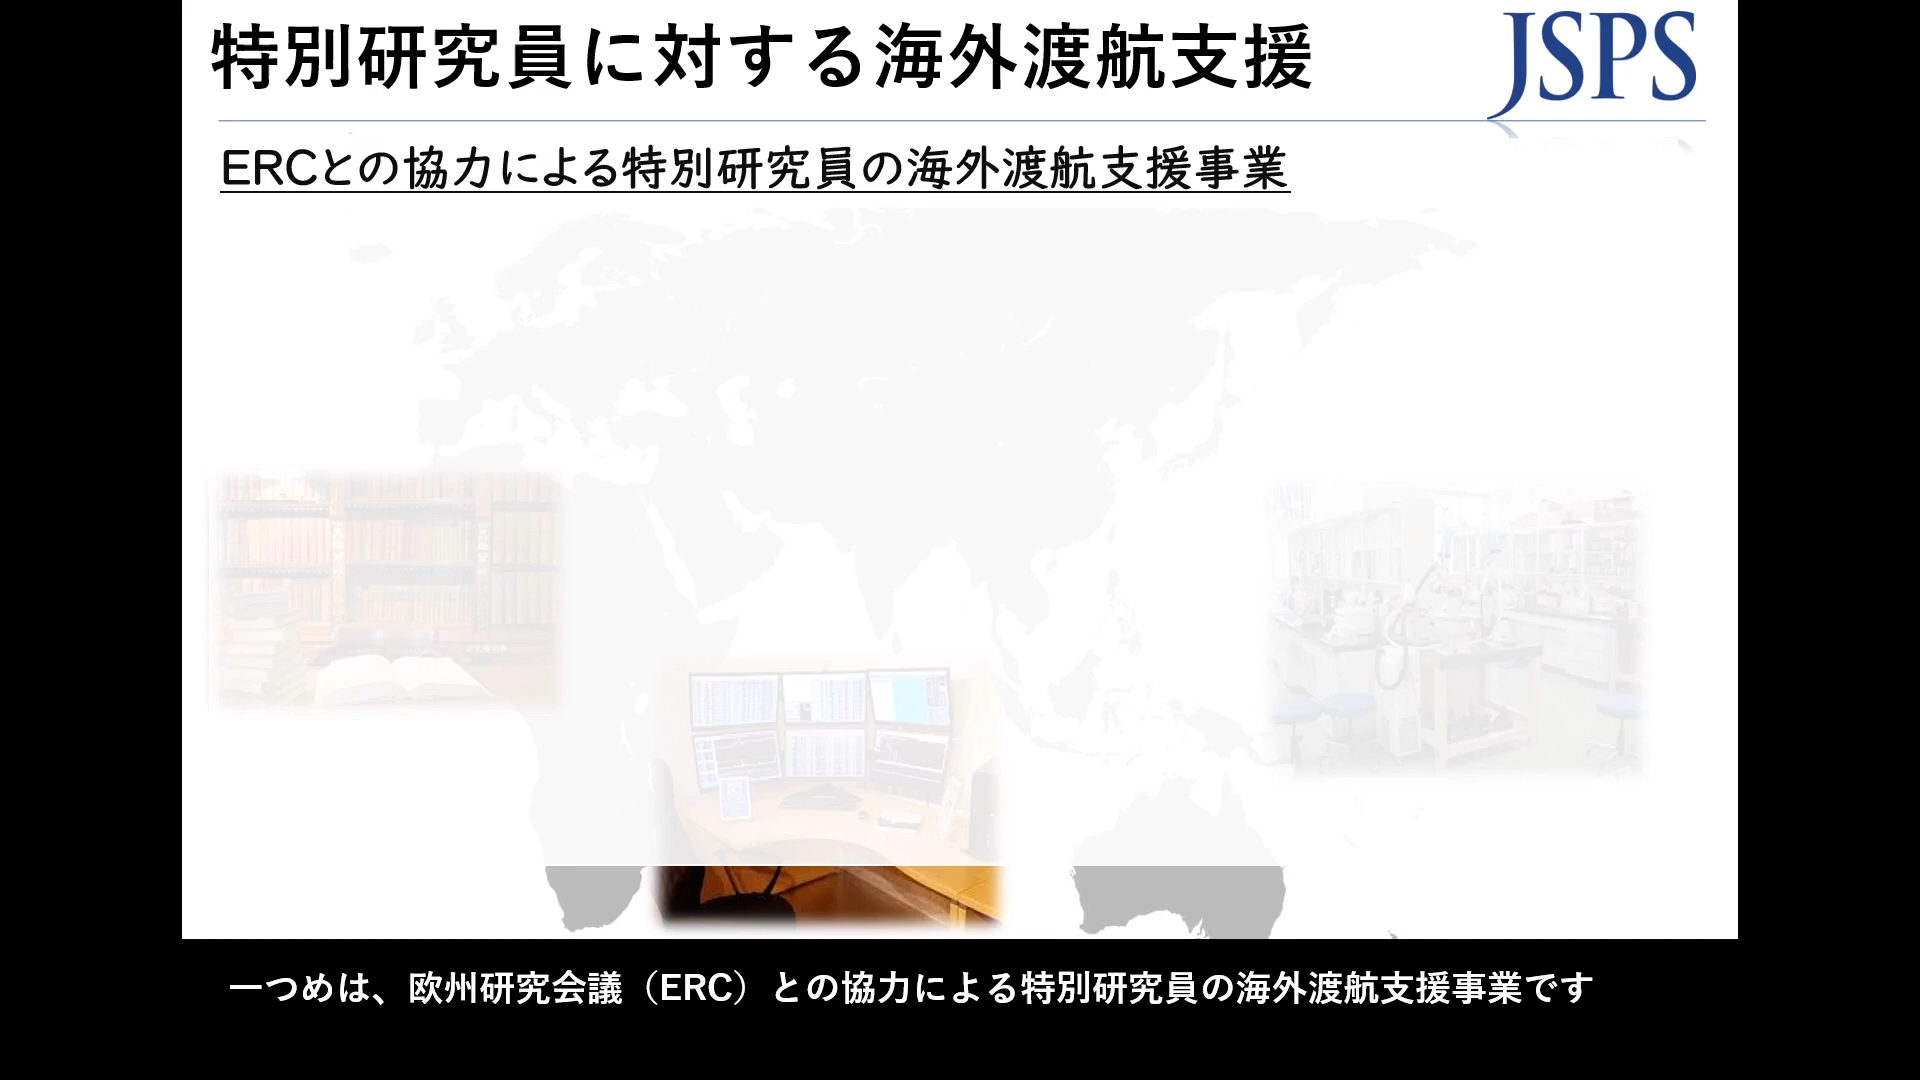 特別研究員に対する海外渡航支援
JSPS
ERCとの協力による特別研究員の海外渡航支援事業
一つめは、欧州研究会議（ERC）との協力による特別研究員の海外渡航支援事業です